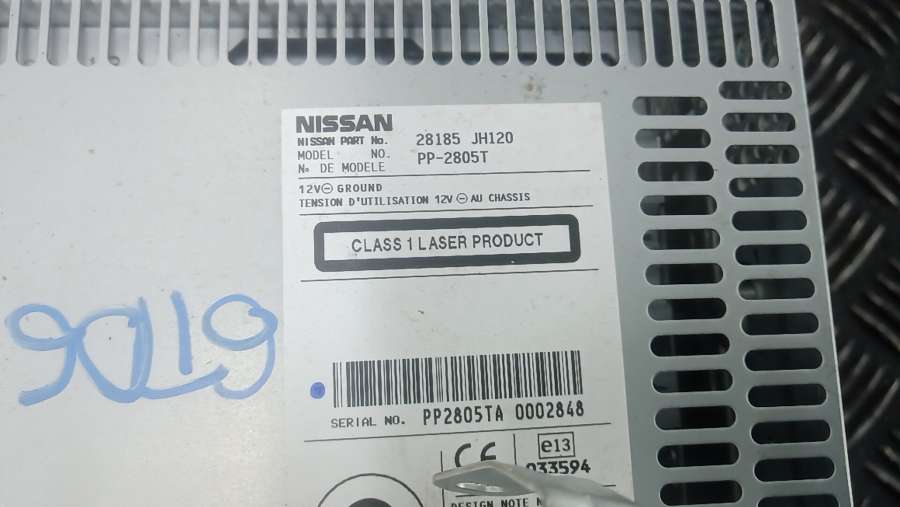 NISSAN
NISSAN PART No. 28185 JH120
MODEL NO. PP-2805T
No DE MODELE
12V⊖ GROUND
TENSION D'UTILISATION 12V ⊖ AU CHASSIS
CLASS 1 LASER PRODUCT
SERIAL NO. PP2805TA 0002848
CE e13
033594
DESIGN NOTE